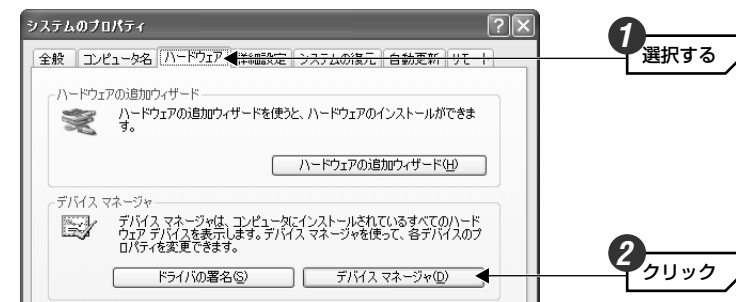 システムのプロパティ
全般 コンピュータ名 ハードウェア 詳細設定 システムの復元 自動更新 リモート
1 選択する
ハードウェアの追加ウィザード
ハードウェアの追加ウィザードを使うと、ハードウェアのインストールができま
す。
ハードウェアの追加ウィザード(H)
デバイス マネージャ
デバイス マネージャは、コンピュータにインストールされているすべてのハード
ウェア デバイスを表示します。デバイス マネージャを使って、各デバイスのプ
ロパティを変更できます。
ドライバの署名(S) デバイス マネージャ(D)
2 クリック